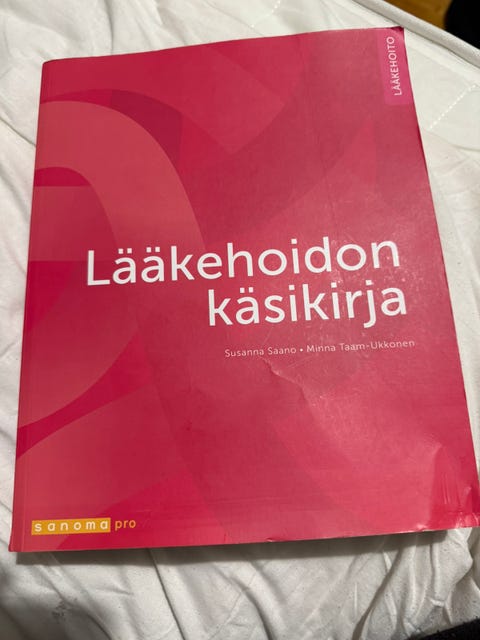 LÄÄKEHOITO
Lääkehoidon
käsikirja
Susanna Saano • Minna Taam-Ukkonen
sanoma pro